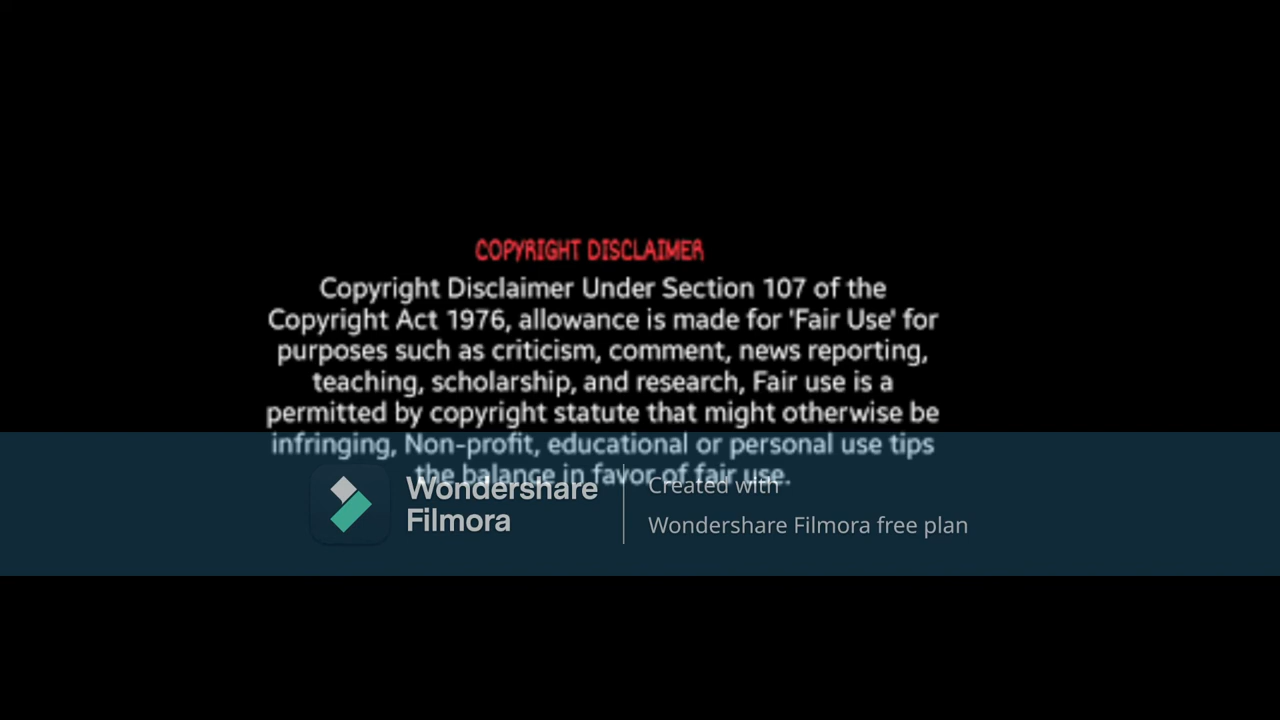 COPYRIGHT DISCLAIMER
Copyright Disclaimer Under Section 107 of the
Copyright Act 1976, allowance is made for 'Fair Use' for
purposes such as criticism, comment, news reporting,
teaching, scholarship, and research, Fair use is a
permitted by copyright statute that might otherwise be
infringing, Non-profit, educational or personal use tips
the balance in favor of fair use.
Wondershare
Filmora
Created with
Wondershare Filmora free plan